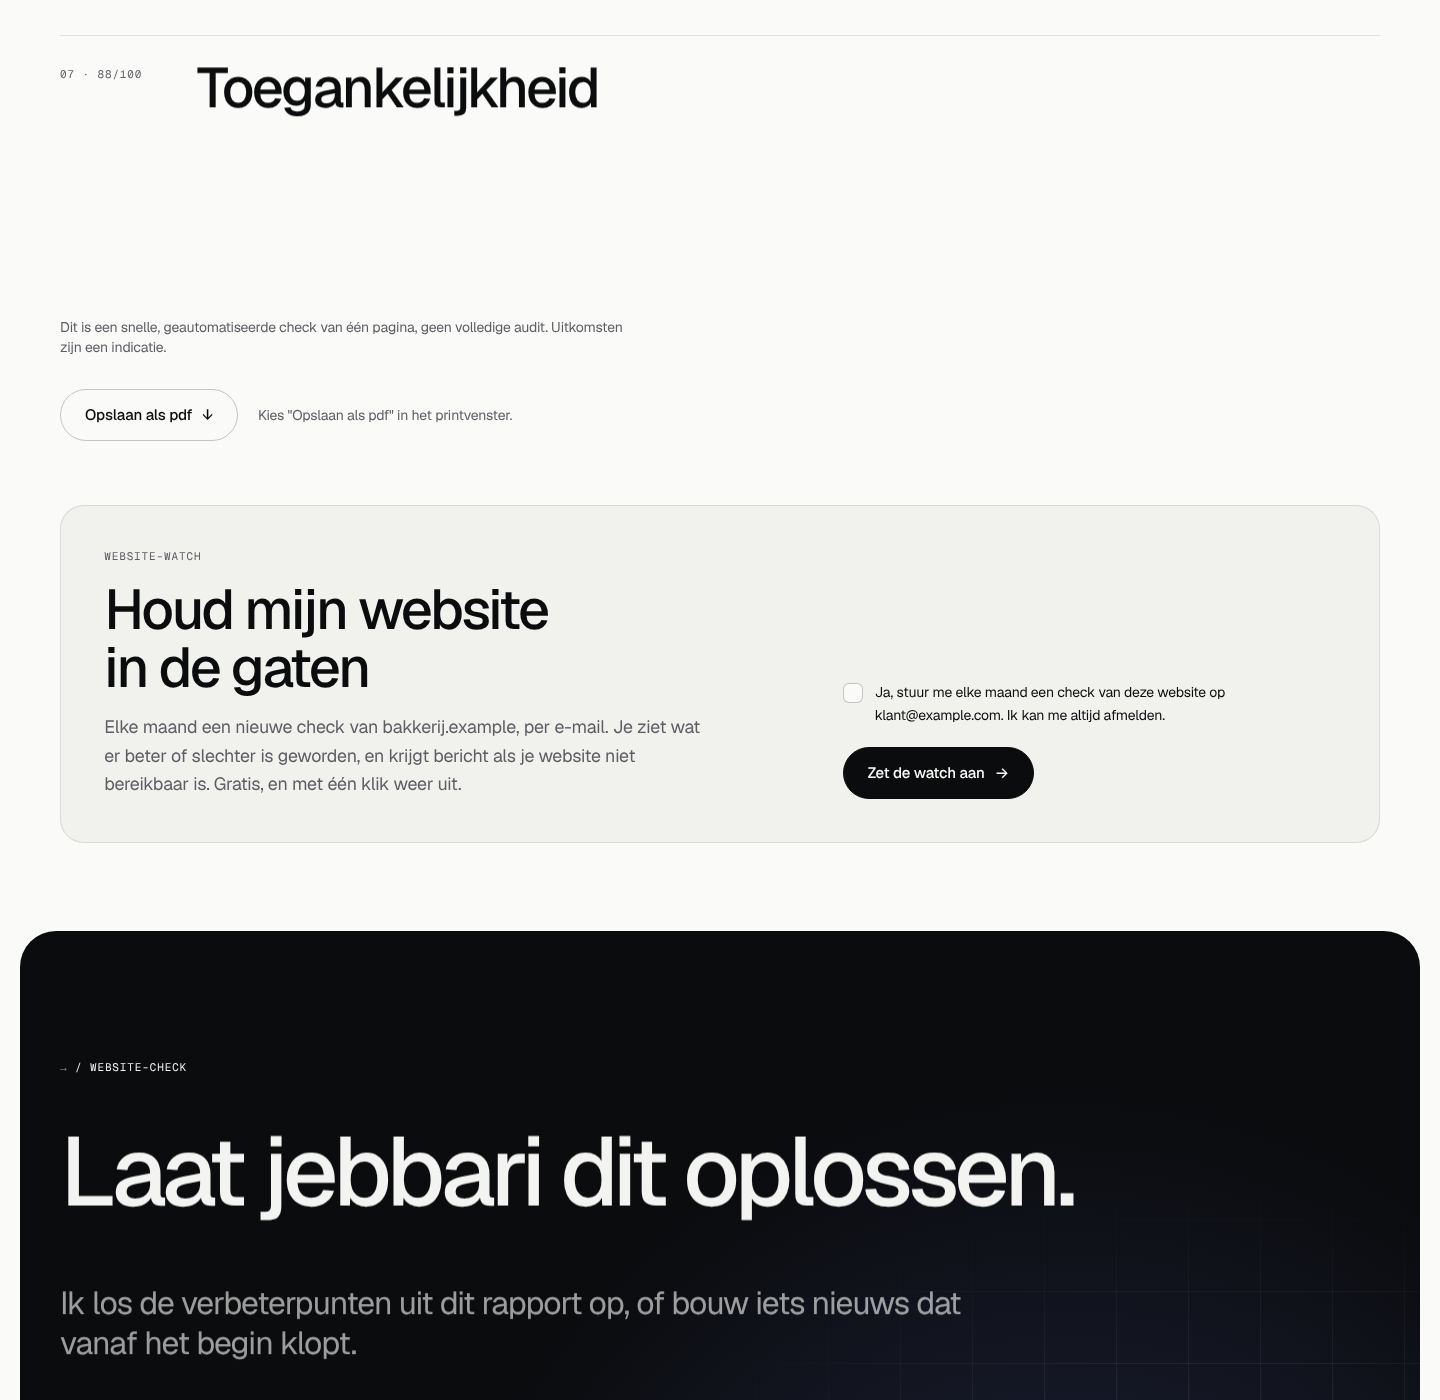 07 · 88/100
Toegankelijkheid
Dit is een snelle, geautomatiseerde check van één pagina, geen volledige audit. Uitkomsten
zijn een indicatie.
Opslaan als pdf ↓
Kies "Opslaan als pdf" in het printvenster.
WEBSITE-WATCH
Houd mijn website
in de gaten
Elke maand een nieuwe check van bakkerij.example, per e-mail. Je ziet wat
er beter of slechter is geworden, en krijgt bericht als je website niet
bereikbaar is. Gratis, en met één klik weer uit.
Ja, stuur me elke maand een check van deze website op
klant@example.com. Ik kan me altijd afmelden.
Zet de watch aan →
→ / WEBSITE-CHECK
Laat jebbari dit oplossen.
Ik los de verbeterpunten uit dit rapport op, of bouw iets nieuws dat
vanaf het begin klopt.